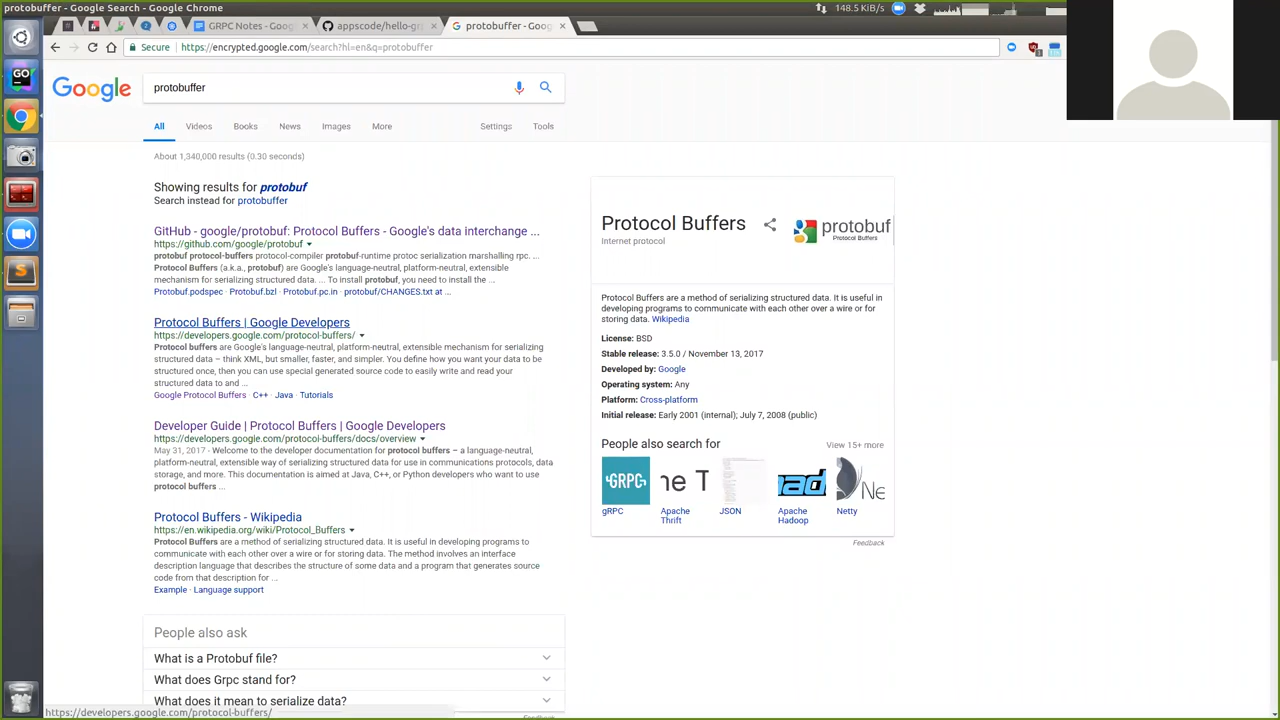 protobuffer - Google Search - Google Chrome
148.5 KiB/s
GRPC Notes - Goog
appscode/hello-gr
protobuffer - Goog
Secure
https://encrypted.google.com/search?hl=en&q=protobuffer
Google
protobuffer
All
Videos
Books
News
Images
More
Settings
Tools
About 1,340,000 results (0.30 seconds)
Showing results for protobuf
Search instead for protobuffer
GitHub - google/protobuf: Protocol Buffers - Google's data interchange ...
https://github.com/google/protobuf
protobuf protocol-buffers protocol-compiler protobuf-runtime protoc serialization marshalling rpc. ...
Protocol Buffers (a.k.a., protobuf) are Google's language-neutral, platform-neutral, extensible
mechanism for serializing structured data. ... To install protobuf, you need to install the ...
Protobuf.podspec · Protobuf.bzl · Protobuf.pc.in · protobuf/CHANGES.txt at ...
Protocol Buffers | Google Developers
https://developers.google.com/protocol-buffers/
Protocol buffers are Google's language-neutral, platform-neutral, extensible mechanism for serializing
structured data – think XML, but smaller, faster, and simpler. You define how you want your data to be
structured once, then you can use special generated source code to easily write and read your
structured data to and ...
Google Protocol Buffers · C++ · Java · Tutorials
Developer Guide | Protocol Buffers | Google Developers
https://developers.google.com/protocol-buffers/docs/overview
May 31, 2017 - Welcome to the developer documentation for protocol buffers – a language-neutral,
platform-neutral, extensible way of serializing structured data for use in communications protocols, data
storage, and more. This documentation is aimed at Java, C++, or Python developers who want to use
protocol buffers ...
Protocol Buffers - Wikipedia
https://en.wikipedia.org/wiki/Protocol_Buffers
Protocol Buffers are a method of serializing structured data. It is useful in developing programs to
communicate with each other over a wire or for storing data. The method involves an interface
description language that describes the structure of some data and a program that generates source
code from that description for ...
Example · Language support
People also ask
What is a Protobuf file?
What does Grpc stand for?
What does it mean to serialize data?
Feedback
https://developers.google.com/protocol-buffers/
Protocol Buffers
Internet protocol
protobuf
Protocol Buffers
Protocol Buffers are a method of serializing structured data. It is useful in
developing programs to communicate with each other over a wire or for
storing data. Wikipedia
License: BSD
Stable release: 3.5.0 / November 13, 2017
Developed by: Google
Operating system: Any
Platform: Cross-platform
Initial release: Early 2001 (internal); July 7, 2008 (public)
People also search for
View 15+ more
GRPC
he T
Ne
gRPC
Apache
Thrift
JSON
Apache
Hadoop
Netty
Feedback
GO
S